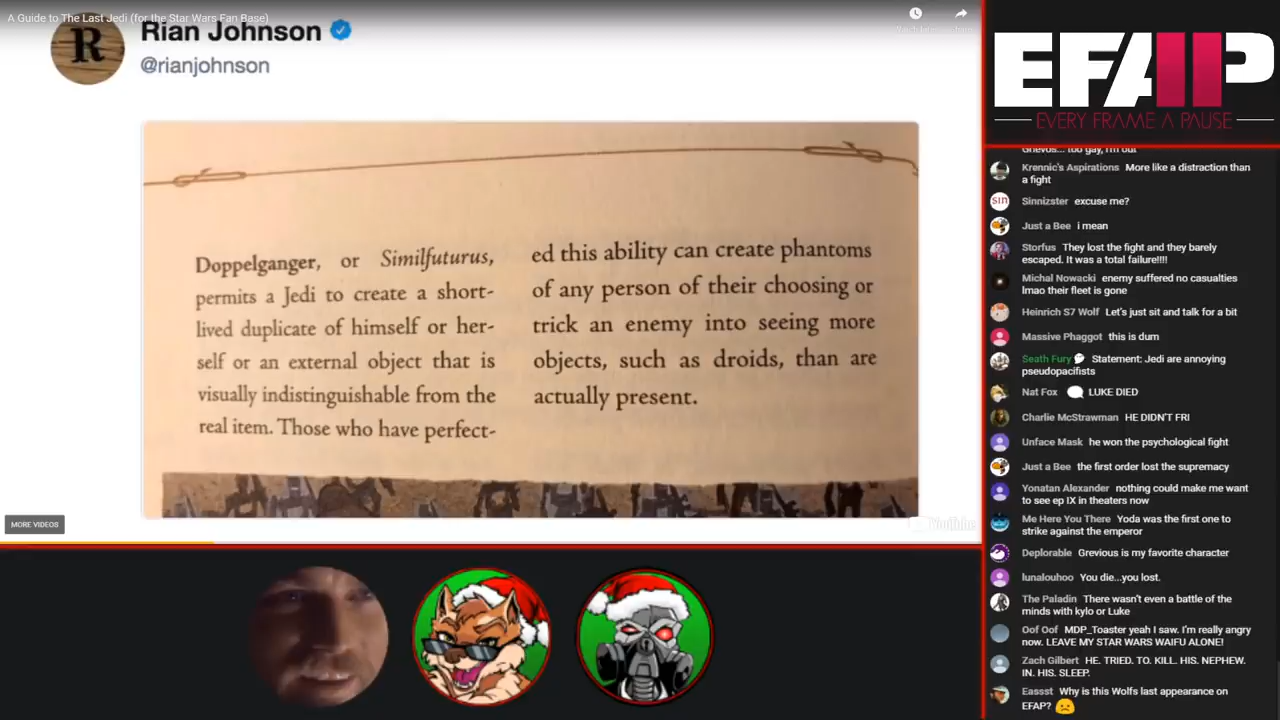 A Guide to The Last Jedi (for the Star Wars Fan Base)
Rian Johnson
@rianjohnson
Doppelganger, or Similfuturus,
permits a Jedi to create a short-
lived duplicate of himself or her-
self or an external object that is
visually indistinguishable from the
real item. Those who have perfect-
ed this ability can create phantoms
of any person of their choosing or
trick an enemy into seeing more
objects, such as droids, than are
actually present.
MORE VIDEOS
YouTube
EFAP
EVERY FRAME A PAUSE
Grievos... too gay, I'm out
Krennic's Aspirations More like a distraction than
a fight
Sinnizster excuse me?
Just a Bee i mean
Storfus They lost the fight and they barely
escaped. It was a total failure!!!!
Michal Nowacki enemy suffered no casualties
lmao their fleet is gone
Heinrich S7 Wolf Let's just sit and talk for a bit
Massive Phaggot this is dum
Seath Fury Statement: Jedi are annoying
pseudopacifists
Nat Fox LUKE DIED
Charlie McStrawman HE DIDN'T FRI
Unface Mask he won the psychological fight
Just a Bee the first order lost the supremacy
Yonatan Alexander nothing could make me want
to see ep IX in theaters now
Me Here You There Yoda was the first one to
strike against the emperor
Deplorable Grevious is my favorite character
lunalouhoo You die...you lost.
The Paladin There wasn't even a battle of the
minds with kylo or Luke
Oof Oof MDP_Toaster yeah I saw. I'm really angry
now. LEAVE MY STAR WARS WAIFU ALONE!
Zach Gilbert HE. TRIED. TO. KILL. HIS. NEPHEW.
IN. HIS. SLEEP.
Eassst Why is this Wolfs last appearance on
EFAP?